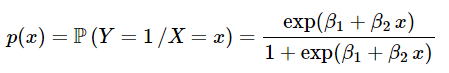 p(x) = ℙ (Y = 1 / X = x) = exp(β₁ + β₂ x) / 1 + exp(β₁ + β₂ x)